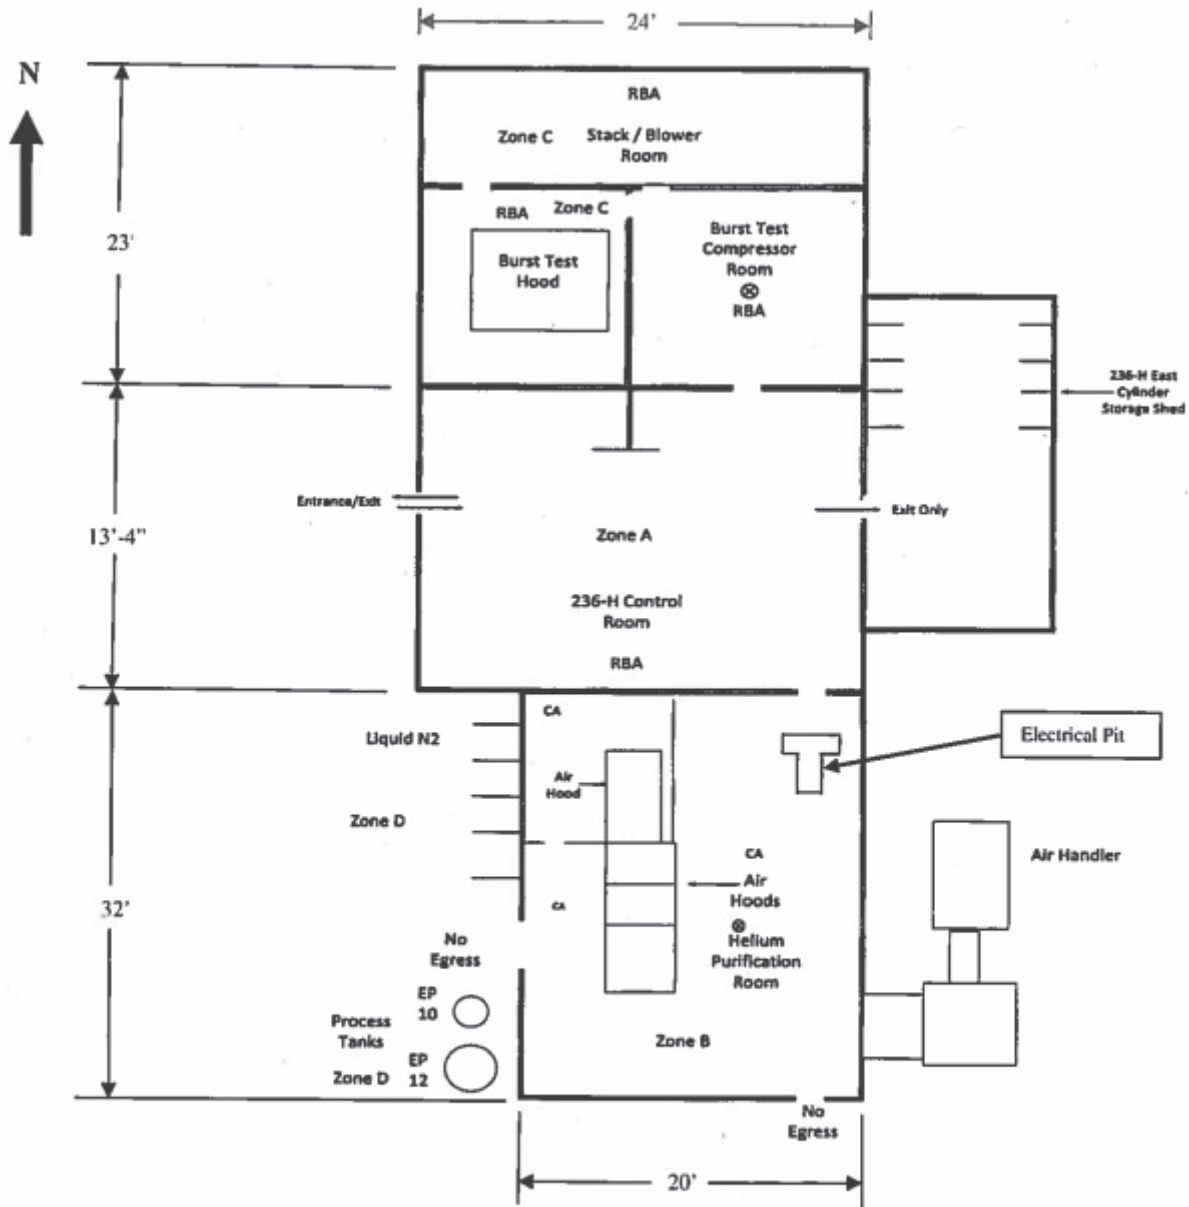 24'
N
RBA
Zone C
Stack / Blower
Room
RBA
Zone C
23'
Burst Test
Hood
Burst Test
Compressor
Room
RBA
236-H East
Cylinder
Storage Shed
Entrance/Exit
Exit Only
13'-4"
Zone A
236-H Control
Room
RBA
CA
Liquid N2
Electrical Pit
Air
Hood
Zone D
CA
Air
Hoods
Air Handler
32'
CA
No
Egress
Helium
Purification
Room
EP
10
Process
Tanks
Zone B
EP
12
Zone D
No
Egress
20'